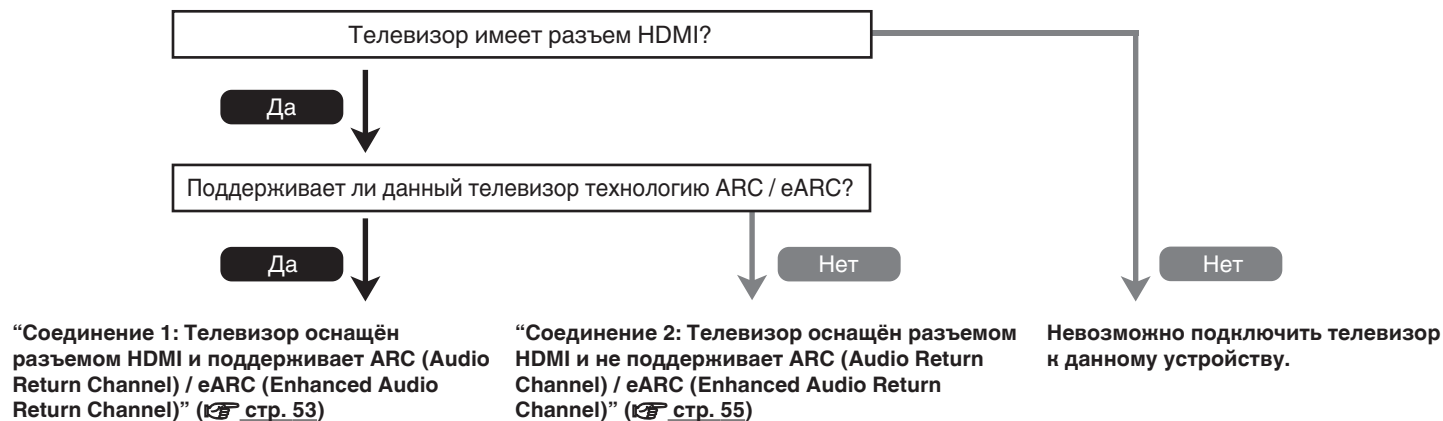 Телевизор имеет разъем HDMI?
Да
Поддерживает ли данный телевизор технологию ARC / eARC?
Да
Нет
Нет
“Соединение 1: Телевизор оснащён
разъемом HDMI и поддерживает ARC (Audio
Return Channel) / eARC (Enhanced Audio
Return Channel)” (☞ стр. 53)
“Соединение 2: Телевизор оснащён разъемом
HDMI и не поддерживает ARC (Audio Return
Channel) / eARC (Enhanced Audio Return
Channel)” (☞ стр. 55)
Невозможно подключить телевизор
к данному устройству.